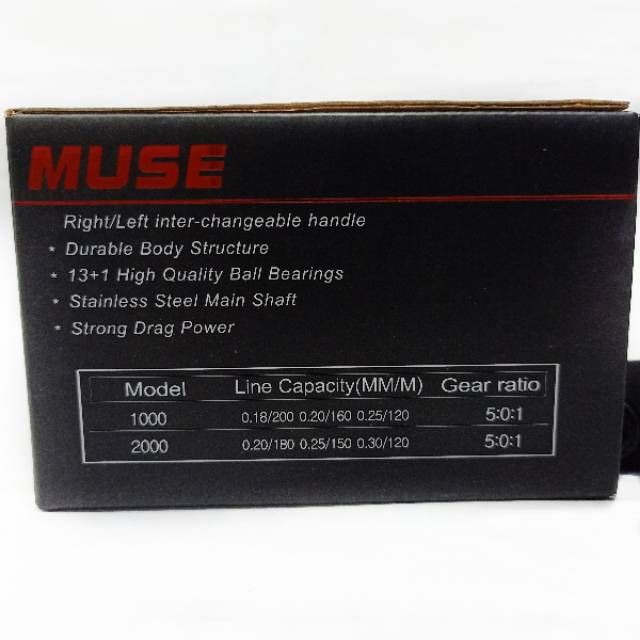 MUSE
Right/Left inter-changeable handle
* Durable Body Structure
* 13+1 High Quality Ball Bearings
* Stainless Steel Main Shaft
* Strong Drag Power
Model Line Capacity(MM/M) Gear ratio
1000 0.18/200 0.20/160 0.25/120 5:0:1
2000 0.20/180 0.25/150 0.30/120 5:0:1